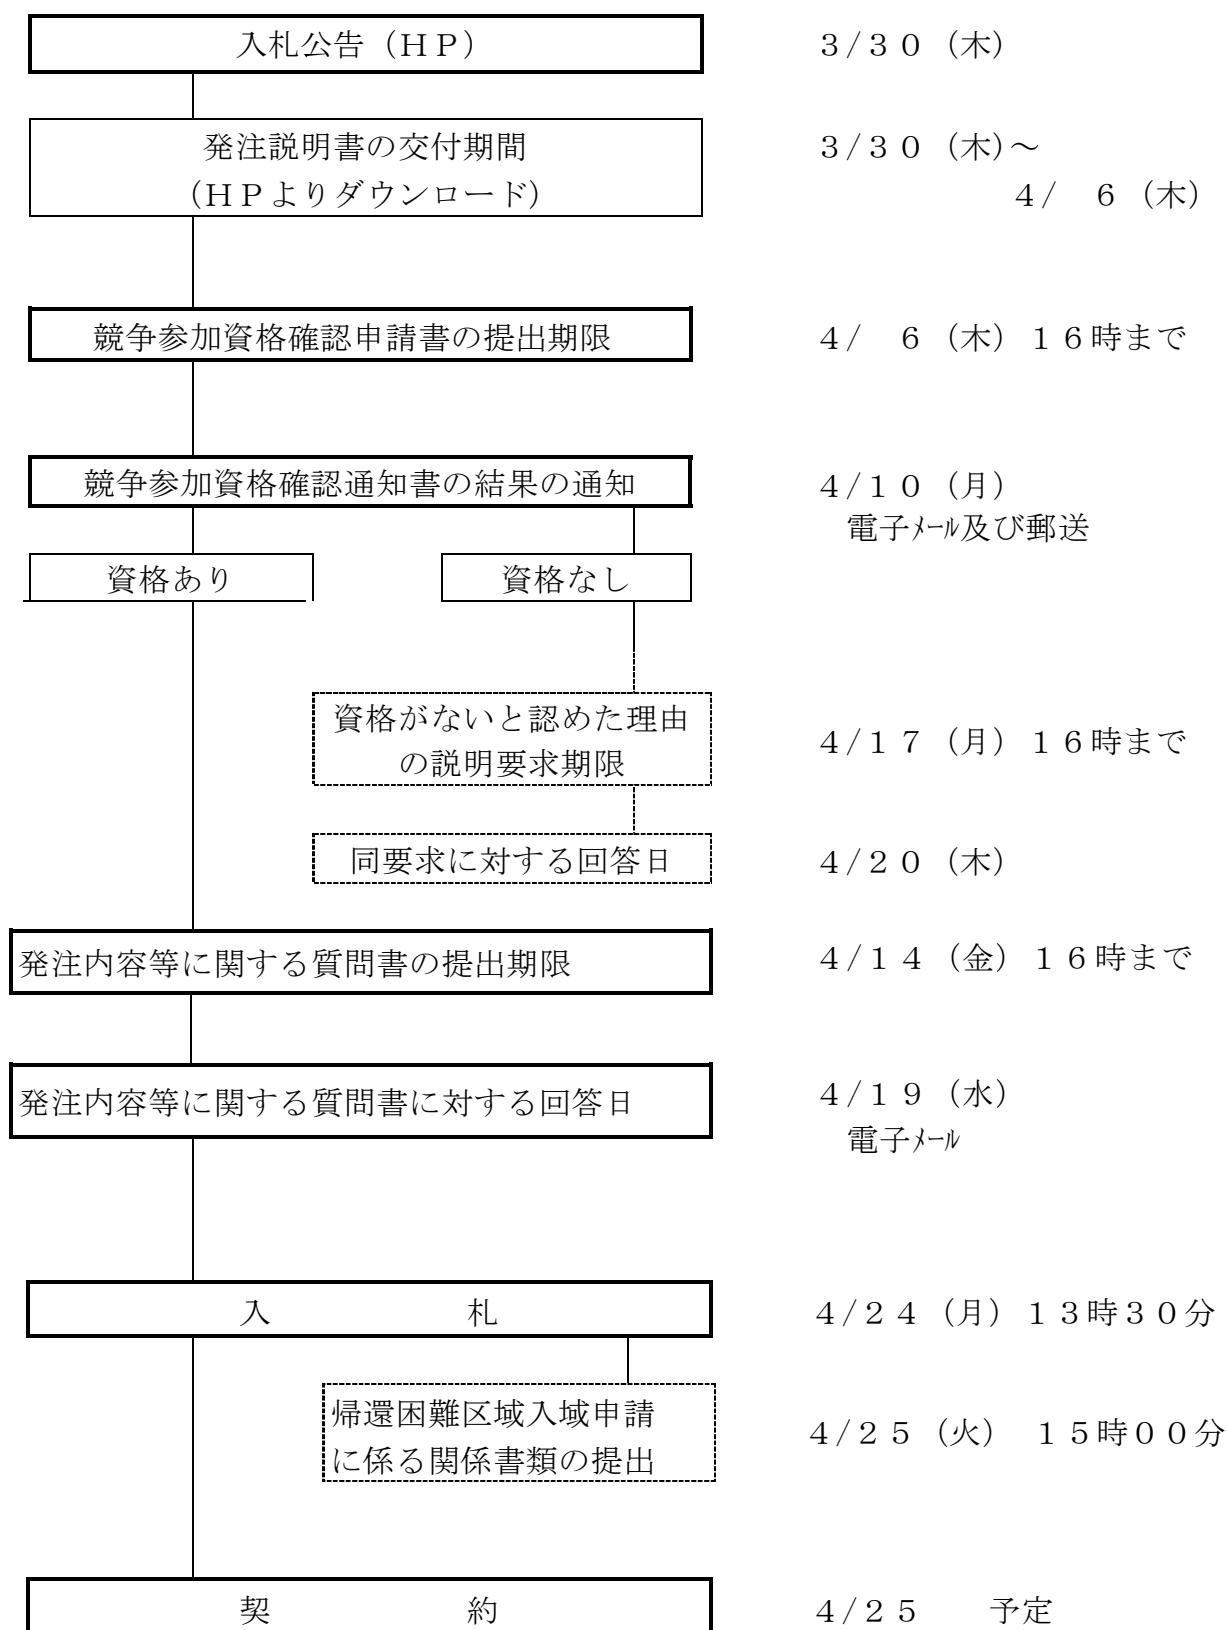 入札公告（ＨＰ）　３/３０（木）
発注説明書の交付期間　３/３０（木）～
（ＨＰよりダウンロード）　４/　６（木）
競争参加資格確認申請書の提出期限　４/　６（木）１６時まで
競争参加資格確認通知書の結果の通知　４/１０（月）
電子ﾒｰﾙ及び郵送
資格あり　資格なし
資格がないと認めた理由
の説明要求期限　４/１７（月）１６時まで
同要求に対する回答日　４/２０（木）
発注内容等に関する質問書の提出期限　４/１４（金）１６時まで
発注内容等に関する質問書に対する回答日　４/１９（水）
電子ﾒｰﾙ
入　札　４/２４（月）１３時３０分
帰還困難区域入域申請
に係る関係書類の提出　４/２５（火）　１５時００分
契　約　４/２５　予定